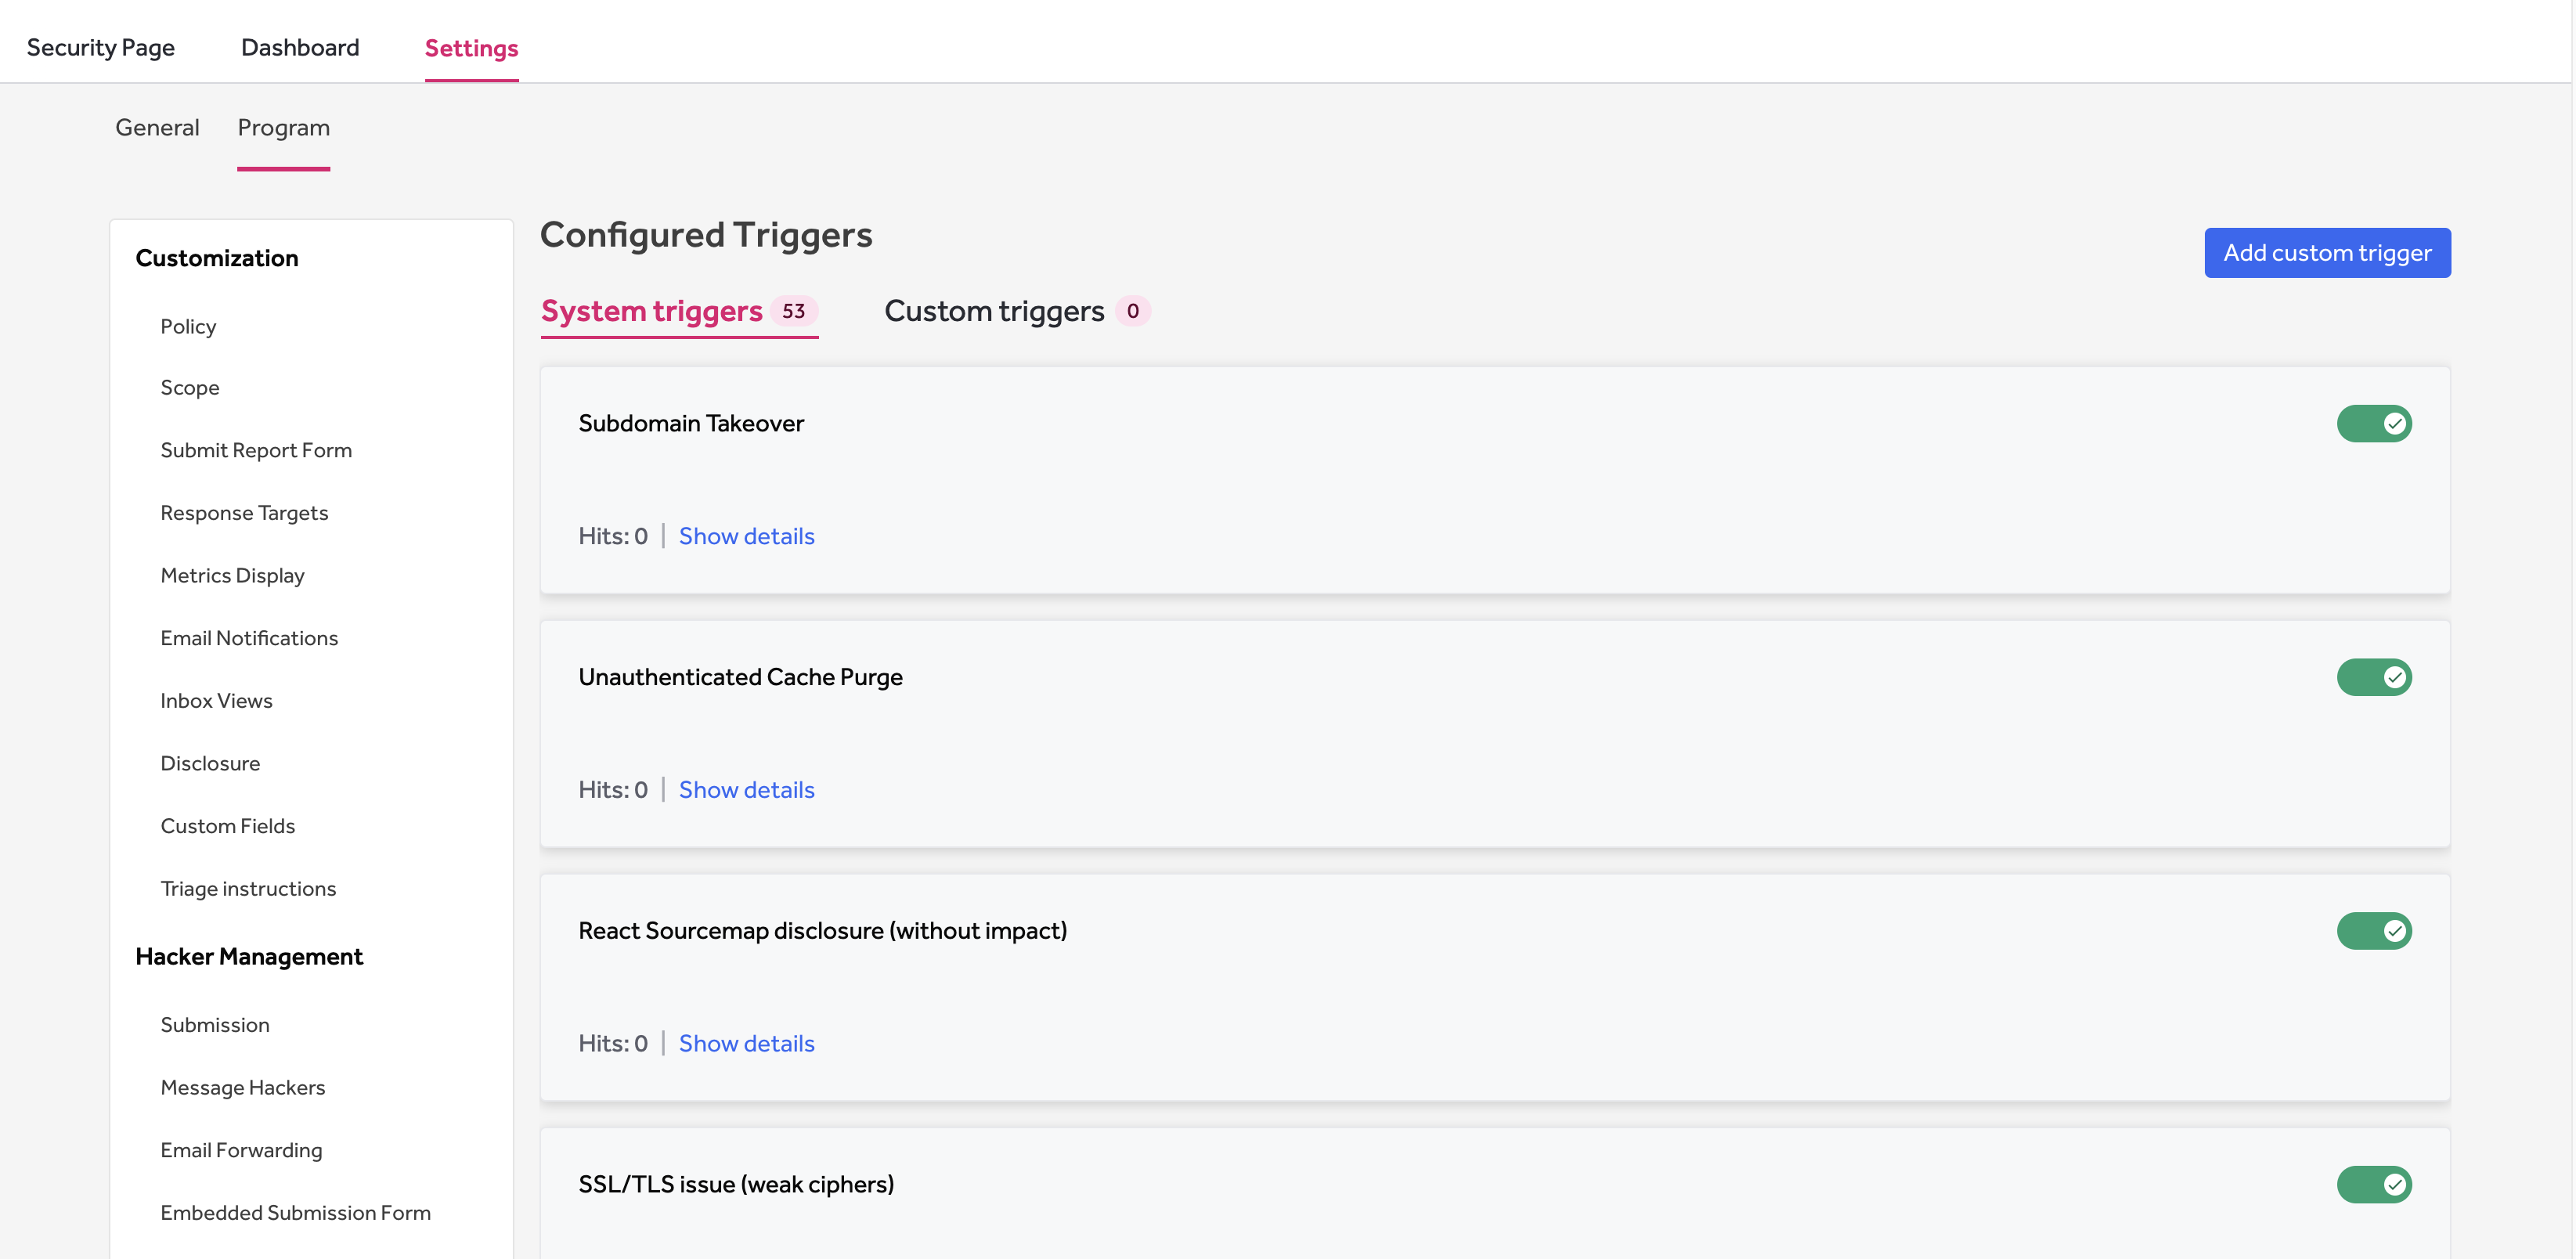 Security Page
Dashboard
Settings
General
Program
Customization
Policy
Scope
Submit Report Form
Response Targets
Metrics Display
Email Notifications
Inbox Views
Disclosure
Custom Fields
Triage instructions
Hacker Management
Submission
Message Hackers
Email Forwarding
Embedded Submission Form
Configured Triggers
Add custom trigger
System triggers 53
Custom triggers 0
Subdomain Takeover
Hits: 0 | Show details
Unauthenticated Cache Purge
Hits: 0 | Show details
React Sourcemap disclosure (without impact)
Hits: 0 | Show details
SSL/TLS issue (weak ciphers)